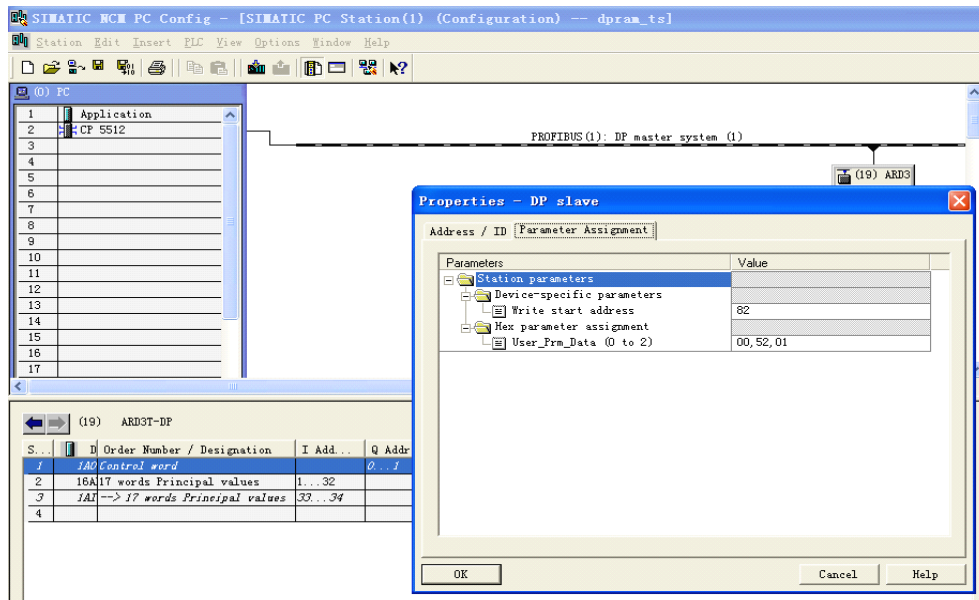 SIMATIC NCM PC Config - [SIMATIC PC Station(1) (Configuration) -- dpram_ts]
Station Edit Insert PLC View Options Window Help
(0) PC
1 Application
2 CP 5512
3
4
5
6
7
8
9
10
11
12
13
14
15
16
17
PROFIBUS(1): DP master system (1)
(19) ARD3
Properties - DP slave
Address / ID Parameter Assignment
Parameters Value
Station parameters
Device-specific parameters
Write start address 82
Hex parameter assignment
User_Prm_Data (0 to 2) 00,52,01
OK Cancel Help
(19) ARD3T-DP
S... D Order Number / Designation I Add... Q Addr
1 1AO Control word 0...1
2 16A 17 words Principal values 1...32
3 1AI --> 17 words Principal values 33...34
4